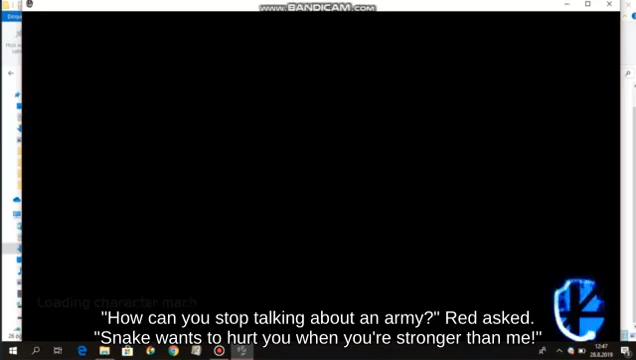 www.BANDICAM.com
Loading character mach
"How can you stop talking about an army?" Red asked.
"Snake wants to hurt you when you're stronger than me!"
12:47
28.8.2019